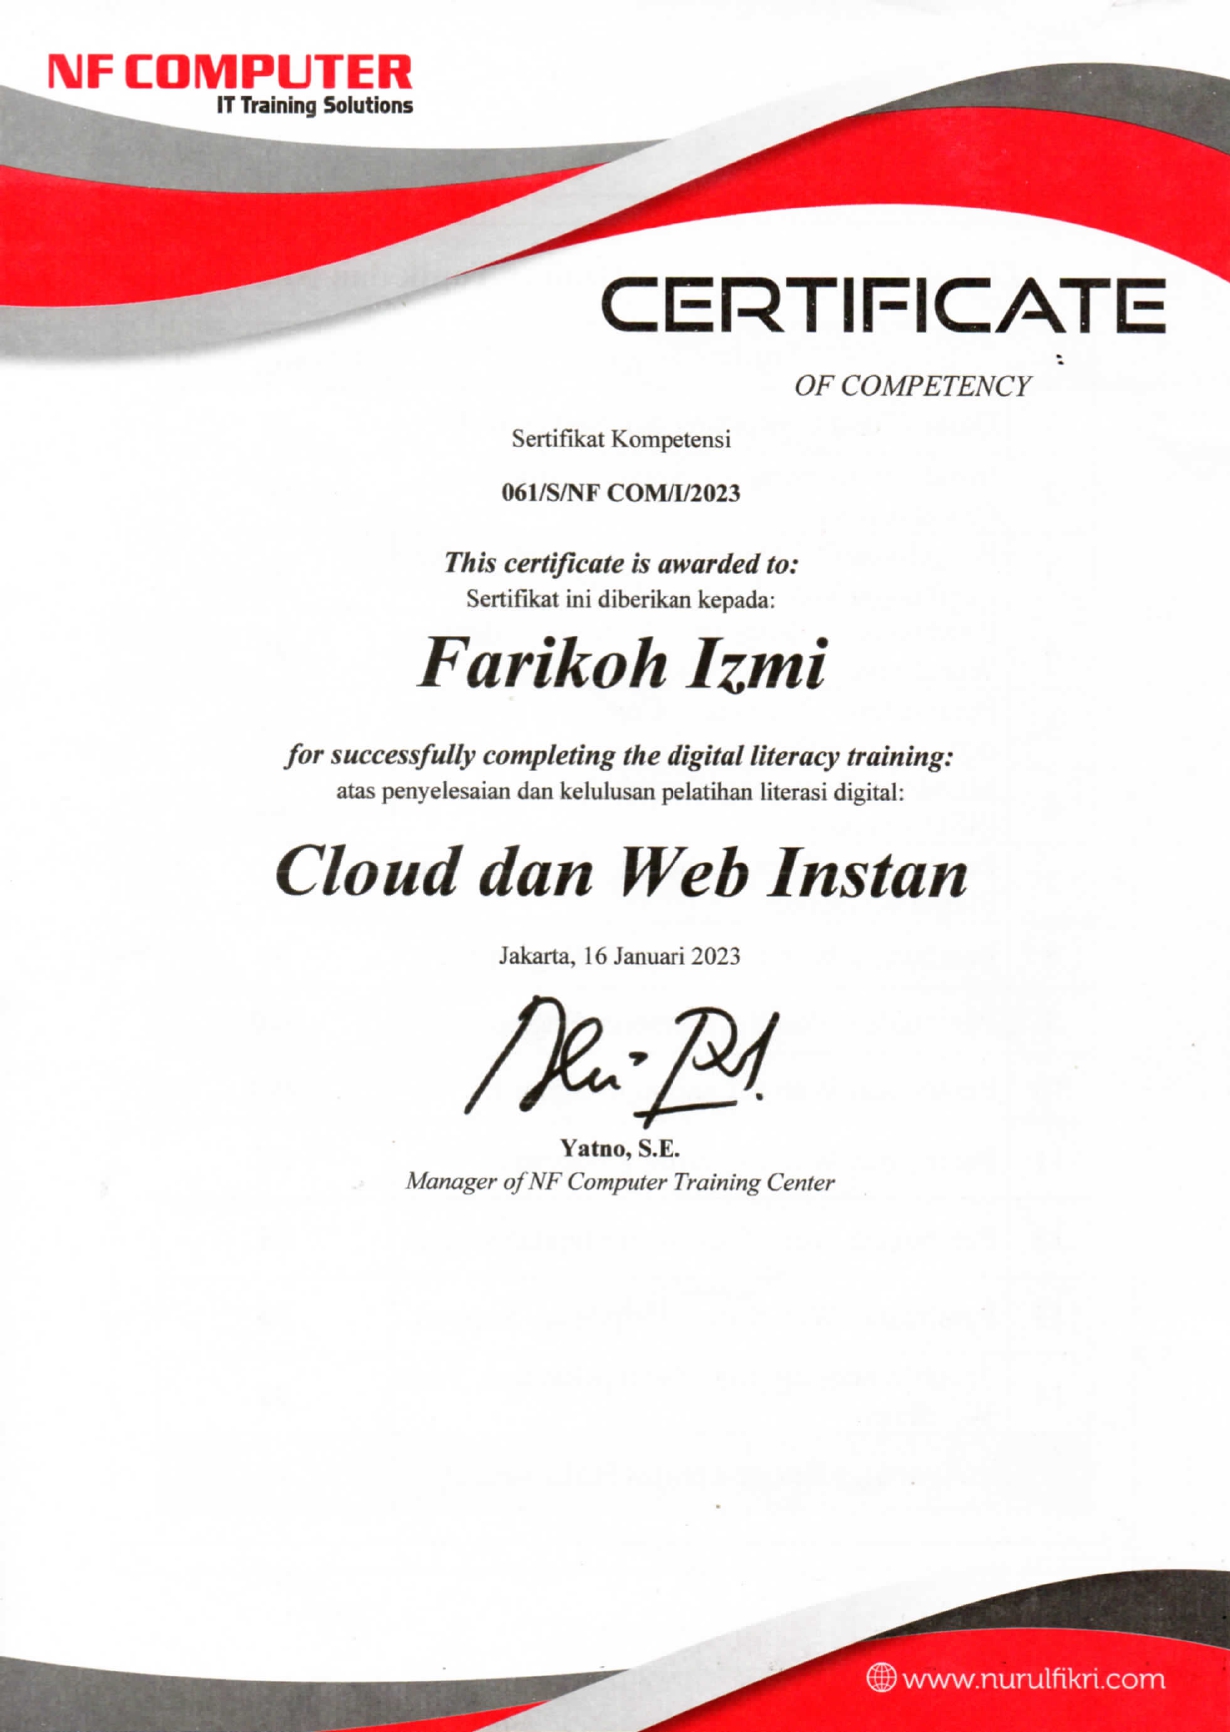 NF COMPUTER
IT Training Solutions
CERTIFICATE
OF COMPETENCY
Sertifikat Kompetensi
061/S/NF COM/I/2023
This certificate is awarded to:
Sertifikat ini diberikan kepada:
Farikoh Izmi
for successfully completing the digital literacy training:
atas penyelesaian dan kelulusan pelatihan literasi digital:
Cloud dan Web Instan
Jakarta, 16 Januari 2023
Yatno, S.E.
Manager of NF Computer Training Center
www.nurulfikri.com